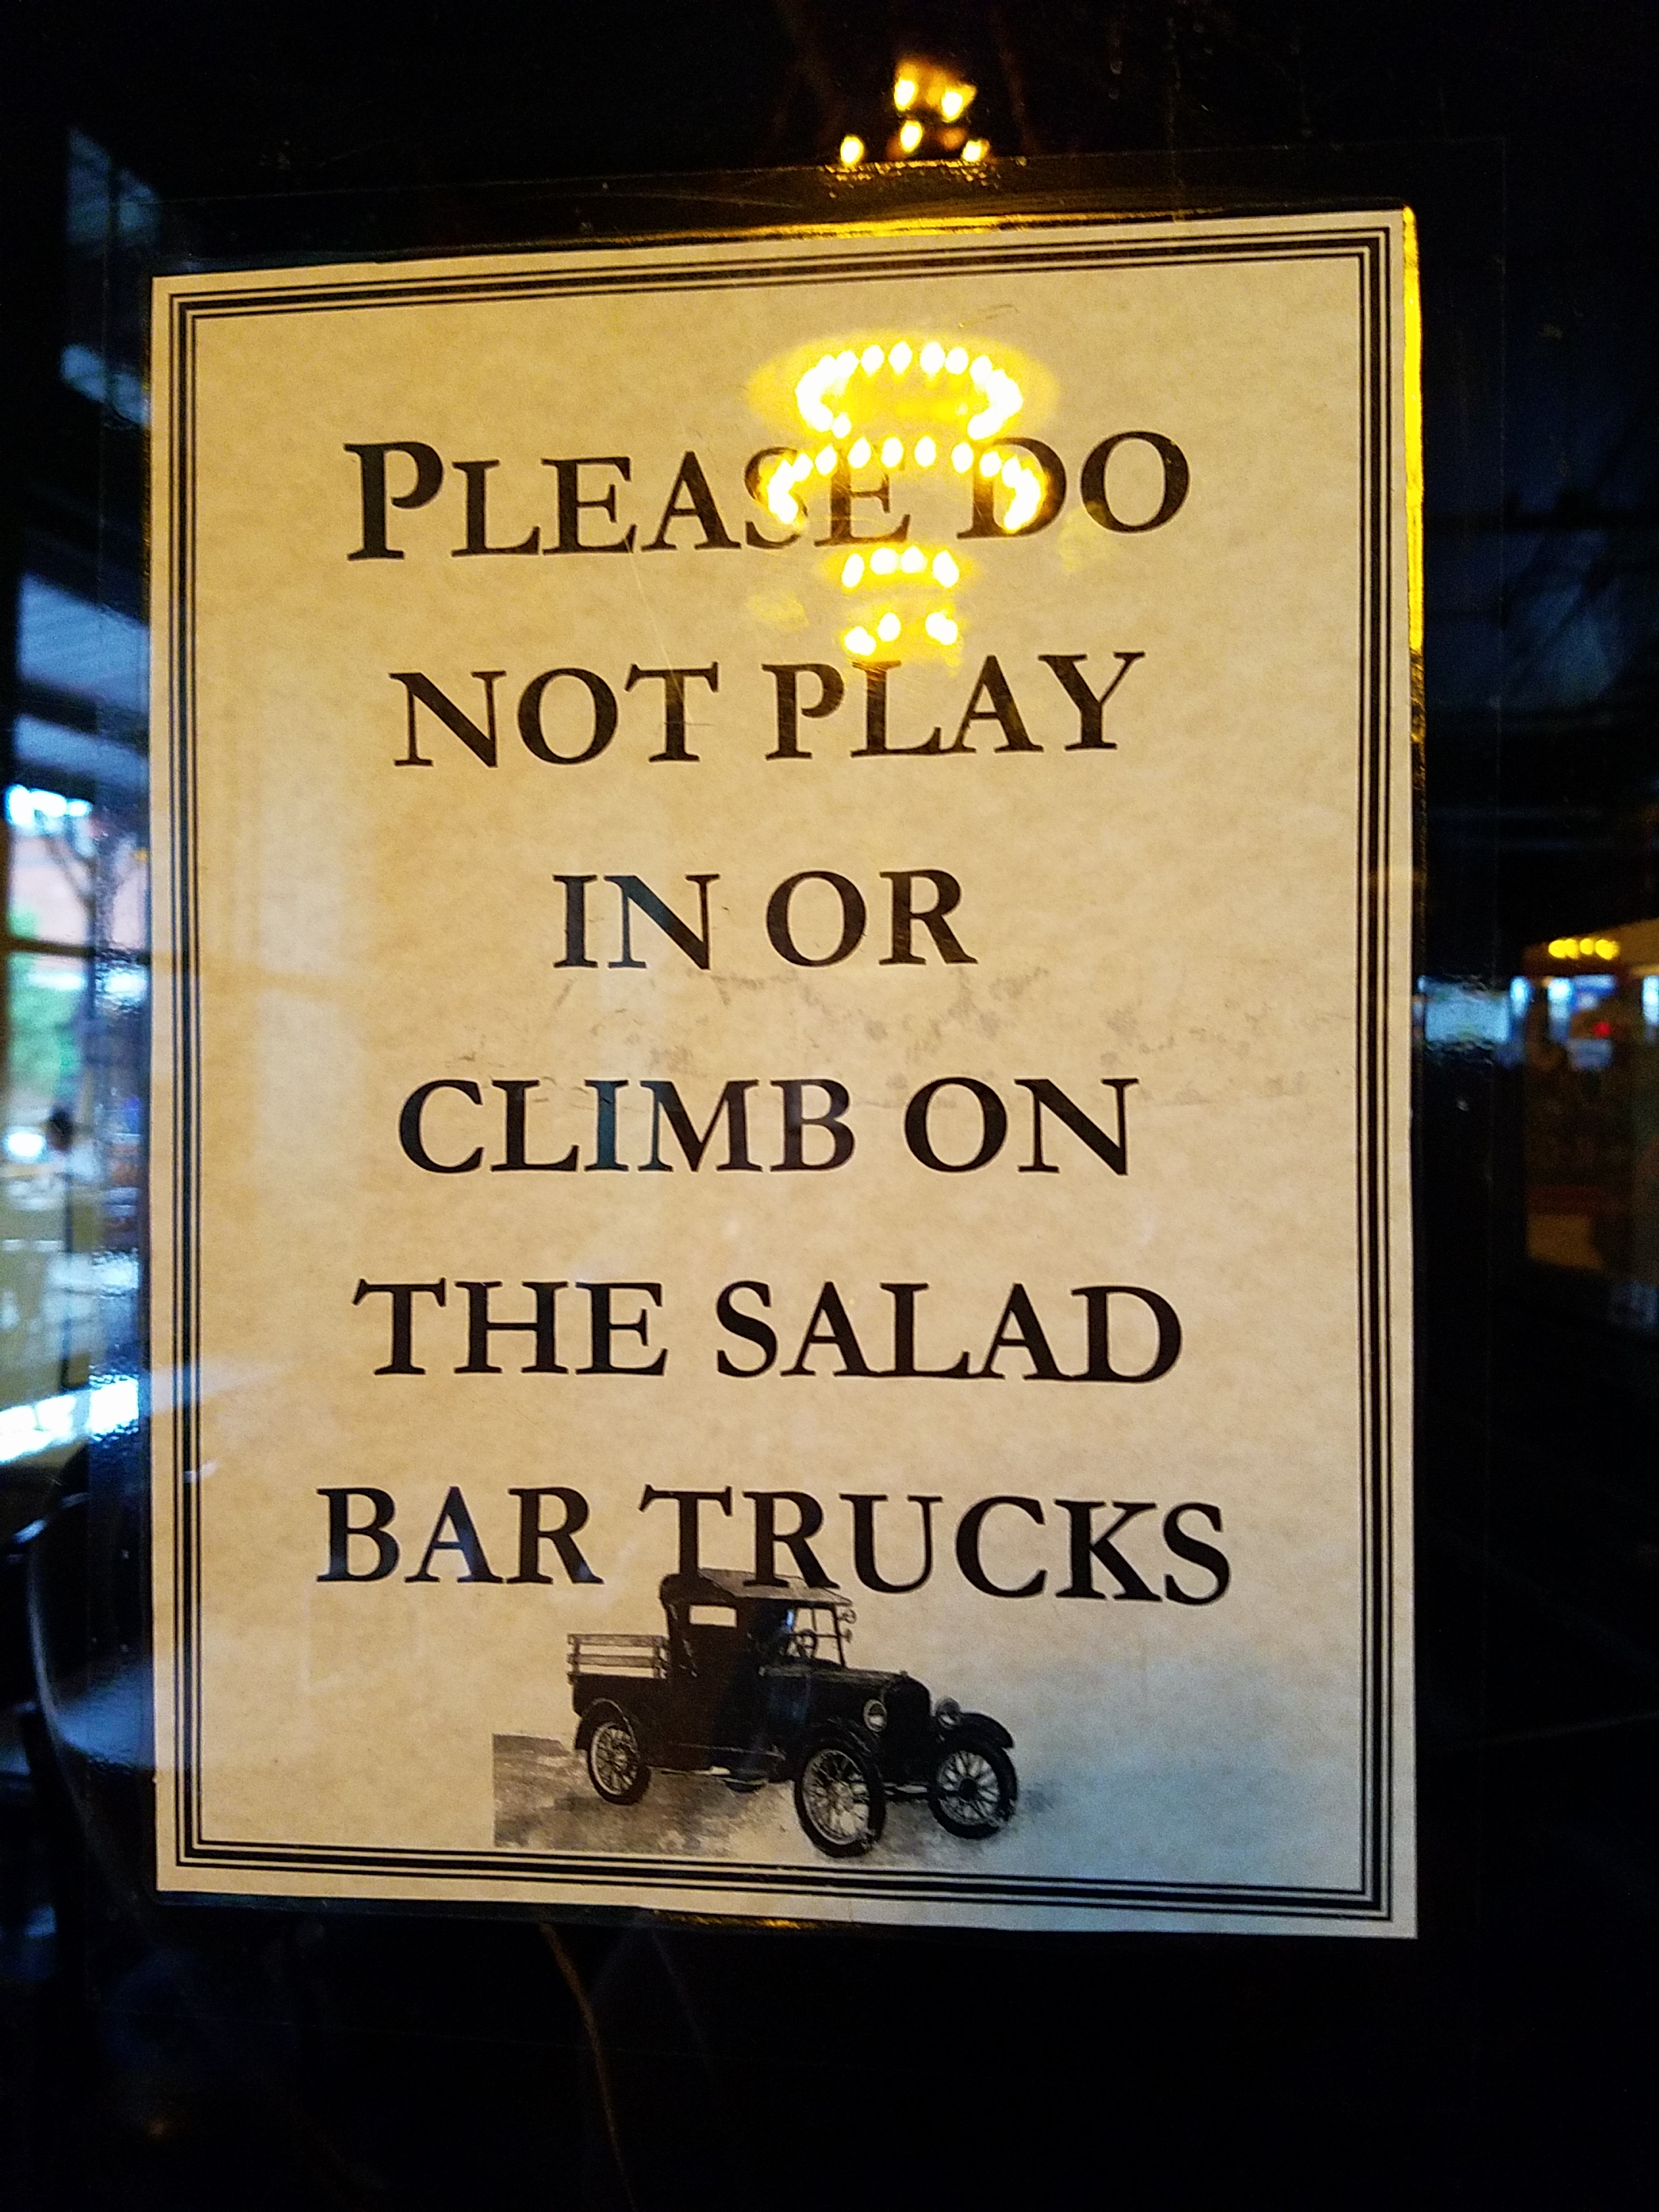 PLEASE DO
NOT PLAY
IN OR
CLIMB ON
THE SALAD
BAR TRUCKS